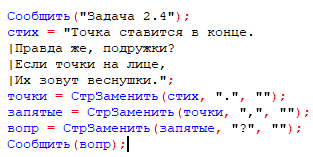 Сообщить("Задача 2.4");
стих = "Точка ставится в конце.
|Правда же, подружки?
|Если точки на лице,
|Их зовут веснушки.";
точки = СтрЗаменить(стих, ".", "");
запятые = СтрЗаменить(точки, ",", "");
вопр = СтрЗаменить(запятые, "?", "");
Сообщить(вопр);